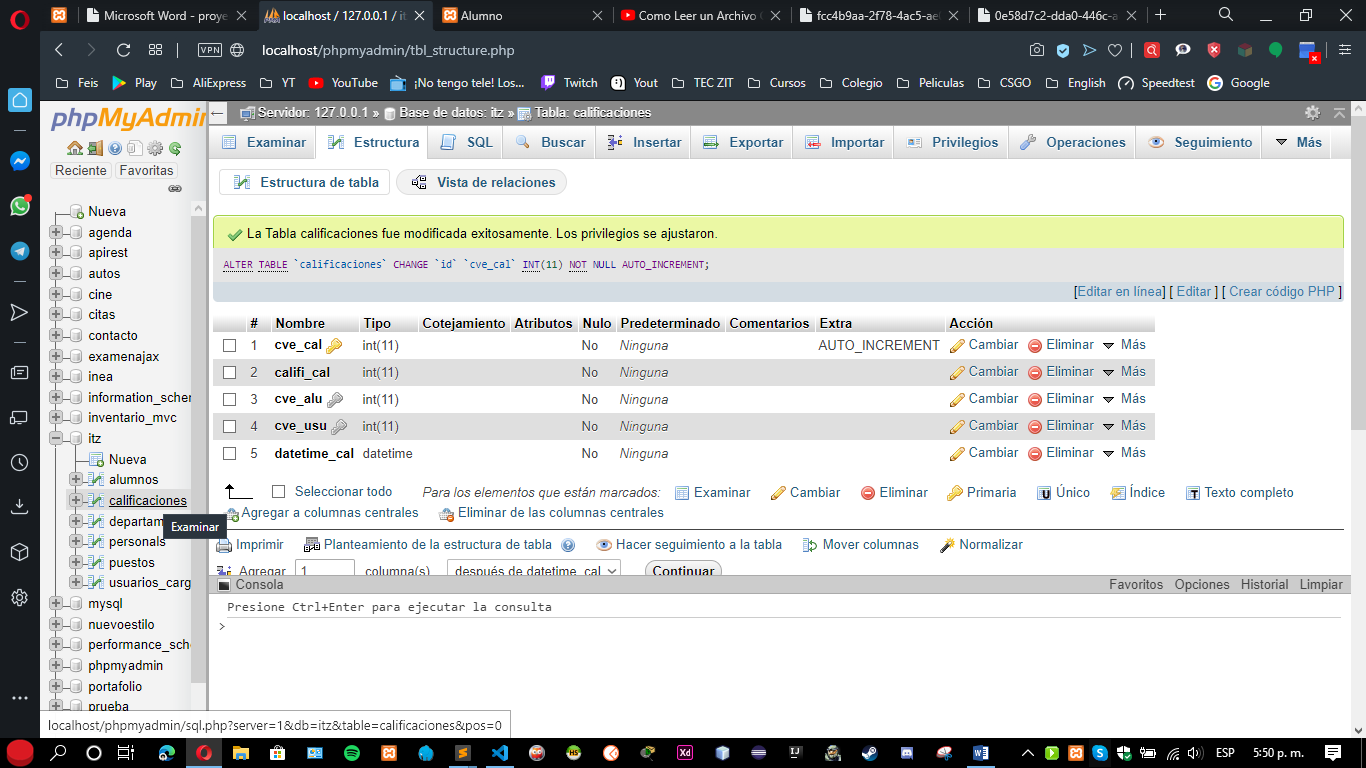 Microsoft Word - proye
localhost / 127.0.0.1 / it
Alumno
Como Leer un Archivo
fcc4b9aa-2f78-4ac5-ae
0e58d7c2-dda0-446c-a
VPN localhost/phpmyadmin/tbl_structure.php
Feis Play AliExpress YT YouTube ¡No tengo tele! Los... Twitch Yout TEC ZIT Cursos Colegio Peliculas CSGO English Speedtest Google
phpMyAdmin
Reciente Favoritas
Nueva
agenda
apirest
autos
cine
citas
contacto
examenajax
inea
information_scher
inventario_mvc
itz
Nueva
alumnos
calificaciones
departam
Examinar
personals
puestos
usuarios_carg
mysql
nuevoestilo
performance_sch
phpmyadmin
portafolio
prueba
Servidor: 127.0.0.1 » Base de datos: itz » Tabla: calificaciones
Examinar Estructura SQL Buscar Insertar Exportar Importar Privilegios Operaciones Seguimiento Más
Estructura de tabla Vista de relaciones
La Tabla calificaciones fue modificada exitosamente. Los privilegios se ajustaron.
ALTER TABLE `calificaciones` CHANGE `id` `cve_cal` INT(11) NOT NULL AUTO_INCREMENT;
[Editar en línea] [ Editar ] [ Crear código PHP ]
# Nombre Tipo Cotejamiento Atributos Nulo Predeterminado Comentarios Extra Acción
1 cve_cal int(11) No Ninguna AUTO_INCREMENT Cambiar Eliminar Más
2 califi_cal int(11) No Ninguna Cambiar Eliminar Más
3 cve_alu int(11) No Ninguna Cambiar Eliminar Más
4 cve_usu int(11) No Ninguna Cambiar Eliminar Más
5 datetime_cal datetime No Ninguna Cambiar Eliminar Más
Seleccionar todo Para los elementos que están marcados: Examinar Cambiar Eliminar Primaria Único Índice Texto completo
Agregar a columnas centrales Eliminar de las columnas centrales
Imprimir Planteamiento de la estructura de tabla Hacer seguimiento a la tabla Mover columnas Normalizar
Agregar 1 columna(s) después de datetime_cal Continuar
Consola Favoritos Opciones Historial Limpiar
Presione Ctrl+Enter para ejecutar la consulta
>
localhost/phpmyadmin/sql.php?server=1&db=itz&table=calificaciones&pos=0
ESP 5:50 p. m.